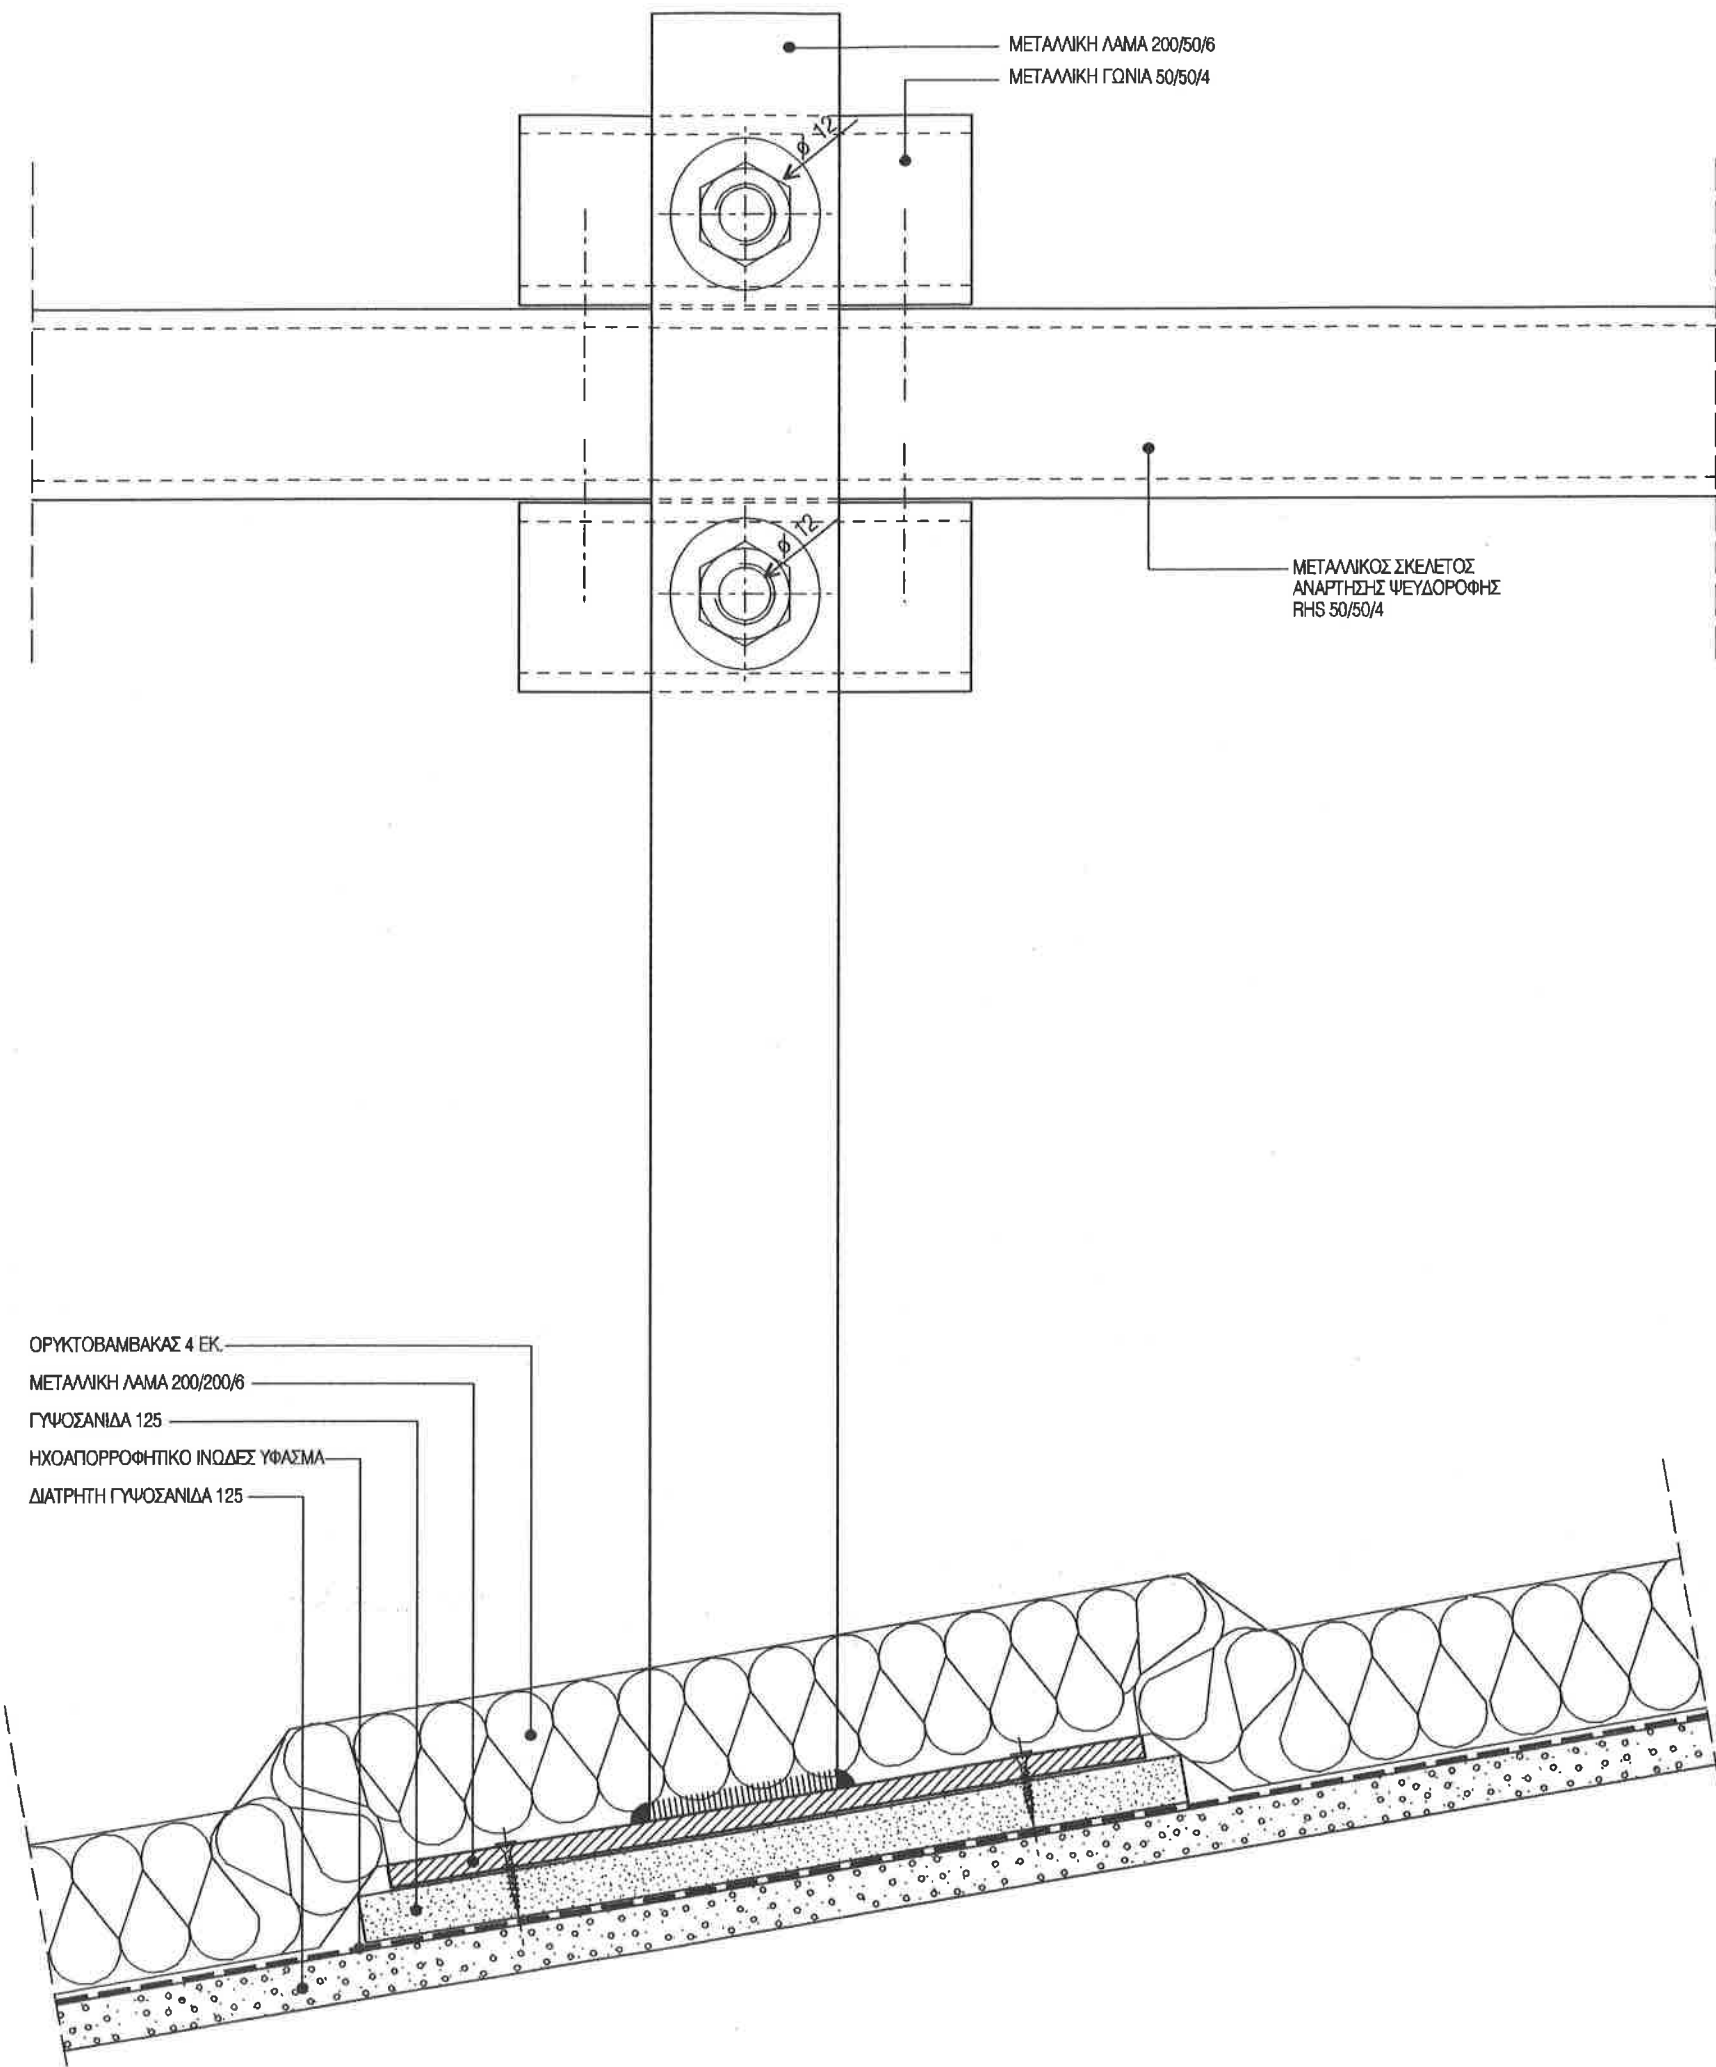 ΜΕΤΑΛΛΙΚΗ ΛΑΜΑ 200/50/6
ΜΕΤΑΛΛΙΚΗ ΓΩΝΙΑ 50/50/4
φ 12
φ 12
ΜΕΤΑΛΛΙΚΟΣ ΣΚΕΛΕΤΟΣ
ΑΝΑΡΤΗΣΗΣ ΨΕΥΔΟΡΟΦΗΣ
RHS 50/50/4
ΟΡΥΚΤΟΒΑΜΒΑΚΑΣ 4 ΕΚ.
ΜΕΤΑΛΛΙΚΗ ΛΑΜΑ 200/200/6
ΓΥΨΟΣΑΝΙΔΑ 125
ΗΧΟΑΠΟΡΡΟΦΗΤΙΚΟ ΙΝΩΔΕΣ ΥΦΑΣΜΑ
ΔΙΑΤΡΗΤΗ ΓΥΨΟΣΑΝΙΔΑ 125